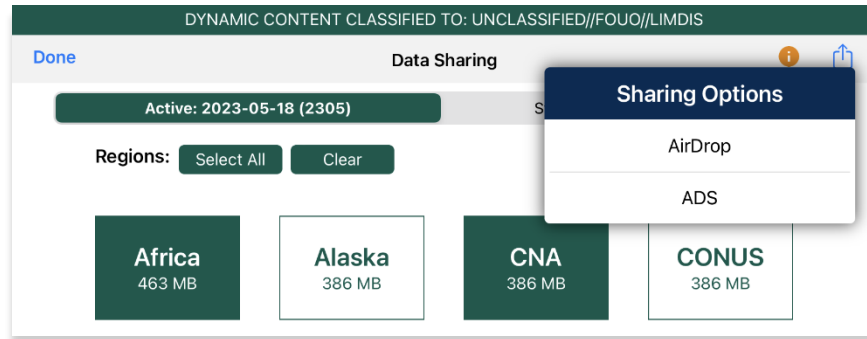 DYNAMIC CONTENT CLASSIFIED TO: UNCLASSIFIED//FOUO//LIMDIS
Done
Data Sharing
Sharing Options
AirDrop
ADS
Active: 2023-05-18 (2305)
S
Regions:
Select All
Clear
Africa
463 MB
Alaska
386 MB
CNA
386 MB
CONUS
386 MB